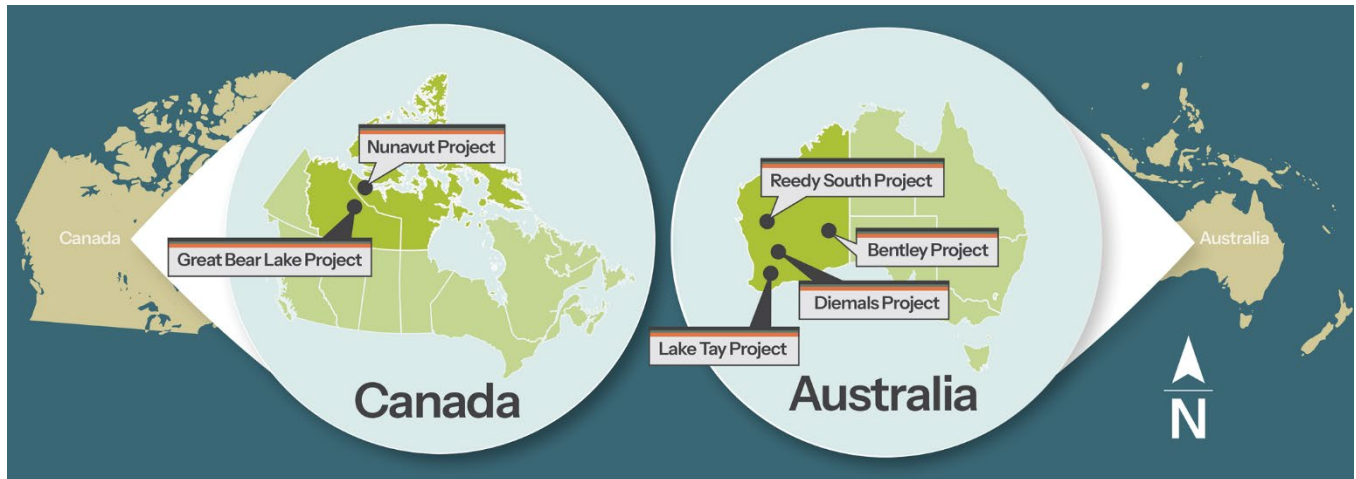 Canada
Nunavut Project
Great Bear Lake Project
Canada
Reedy South Project
Bentley Project
Diemals Project
Lake Tay Project
Australia
Australia
N